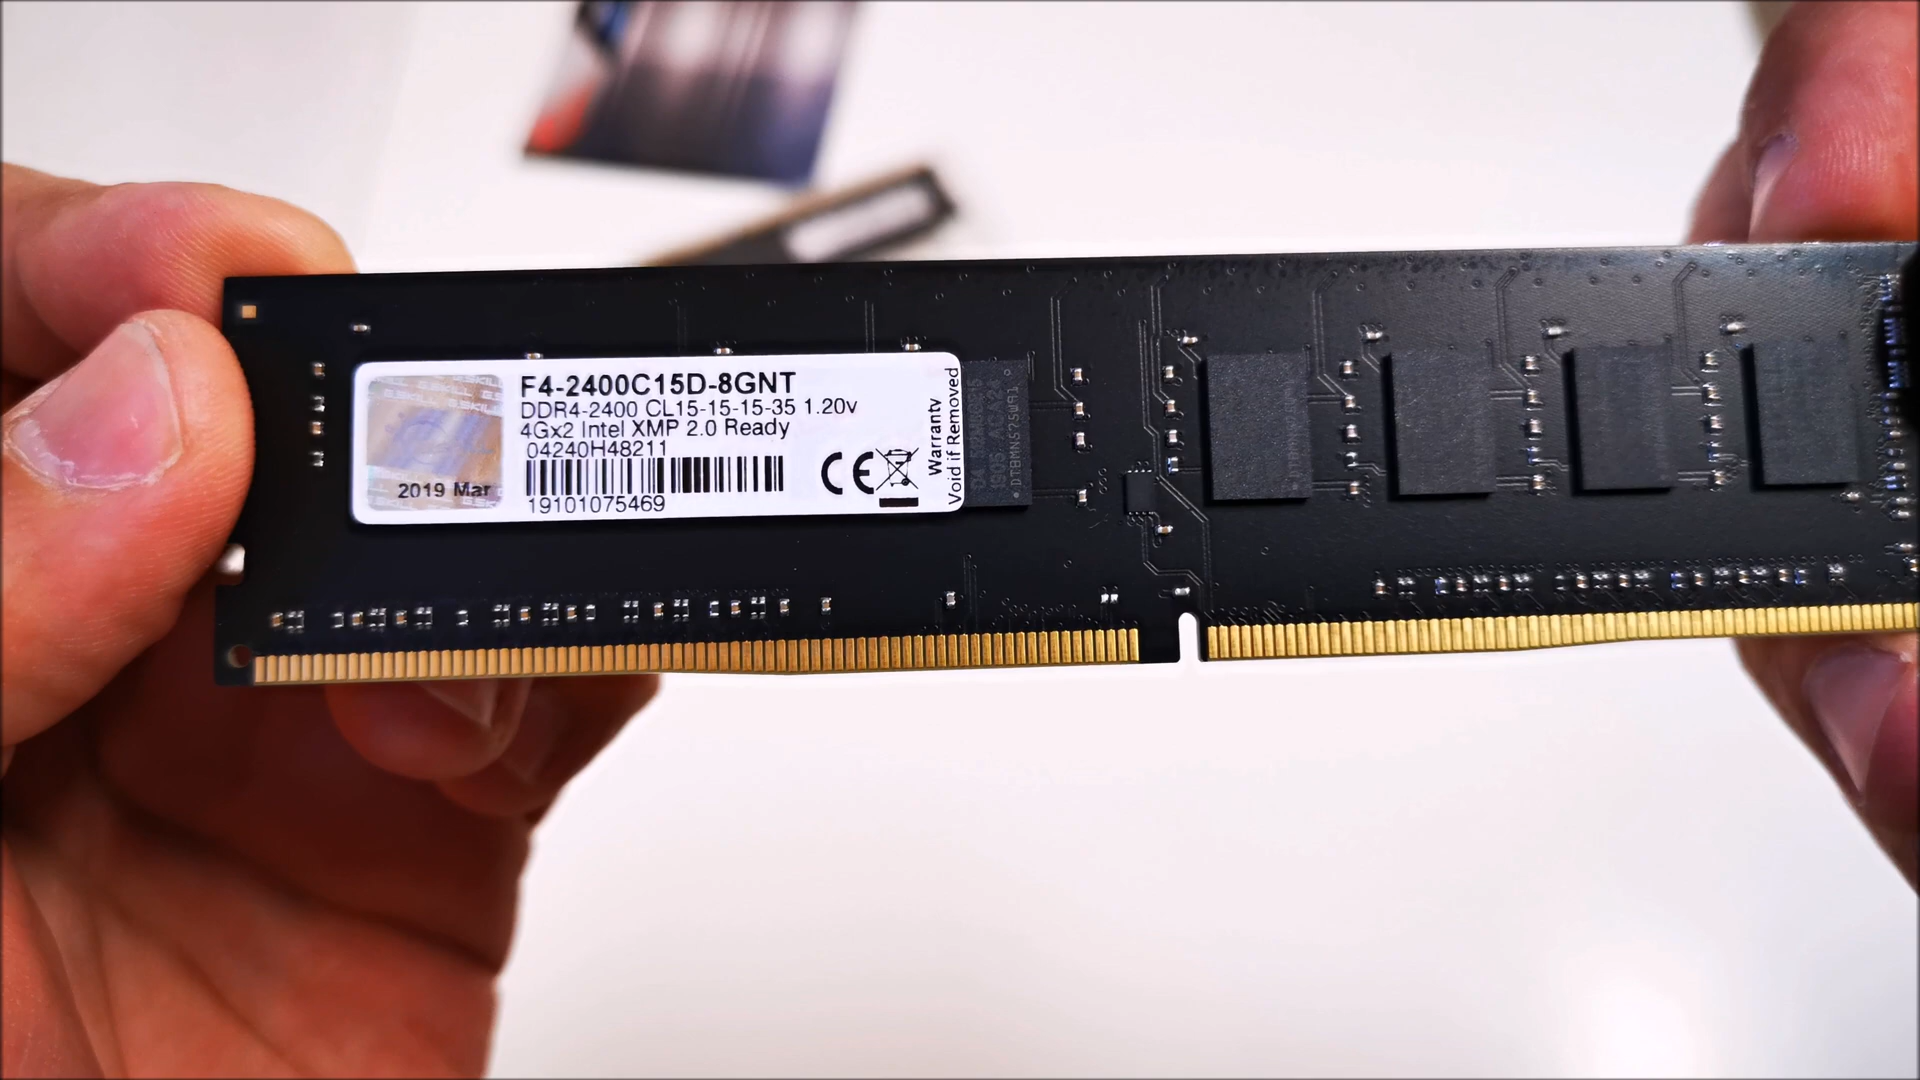 F4-2400C15D-8GNT
DDR4-2400 CL15-15-15-35 1.20v
4Gx2 Intel XMP 2.0 Ready
04240H48211
2019 Mar
19101075469
CE
Warranty
Void if Removed